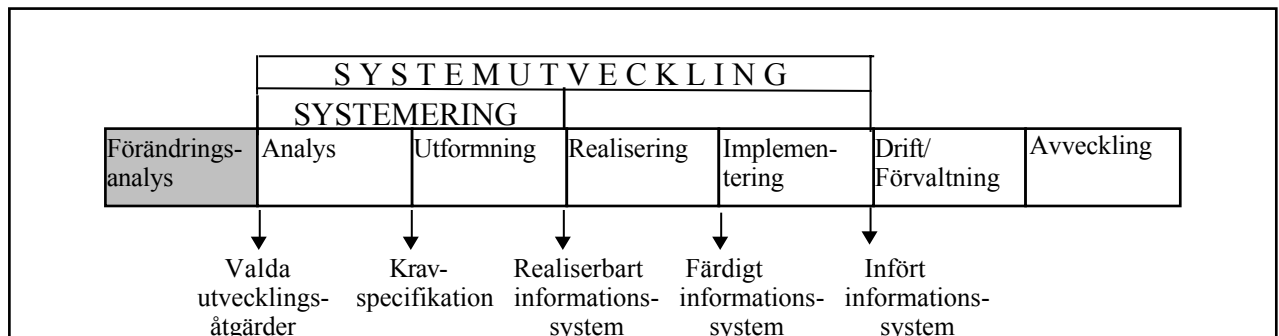 S Y S T E M U T V E C K L I N G
SYSTEMERING
Förändrings-
analys
Analys
Utformning
Realisering
Implemen-
tering
Drift/
Förvaltning
Avveckling
Valda
utvecklings-
åtgärder
Krav-
specifikation
Realiserbart
informations-
system
Färdigt
informations-
system
Infört
informations-
system